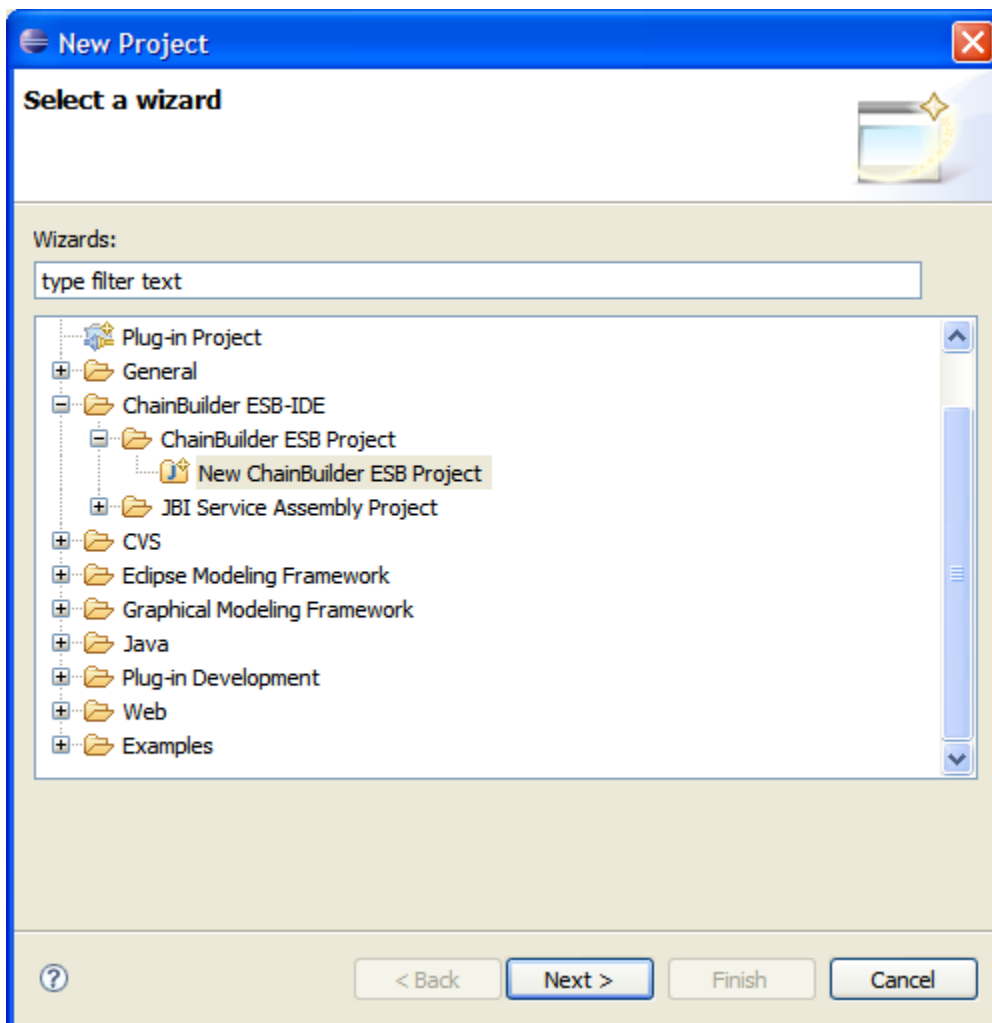 New Project
Select a wizard
Wizards:
type filter text
Plug-in Project
General
ChainBuilder ESB-IDE
ChainBuilder ESB Project
New ChainBuilder ESB Project
JBI Service Assembly Project
CVS
Eclipse Modeling Framework
Graphical Modeling Framework
Java
Plug-in Development
Web
Examples
? < Back Next > Finish Cancel